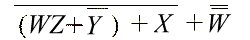 (WZ+Y) + X + W